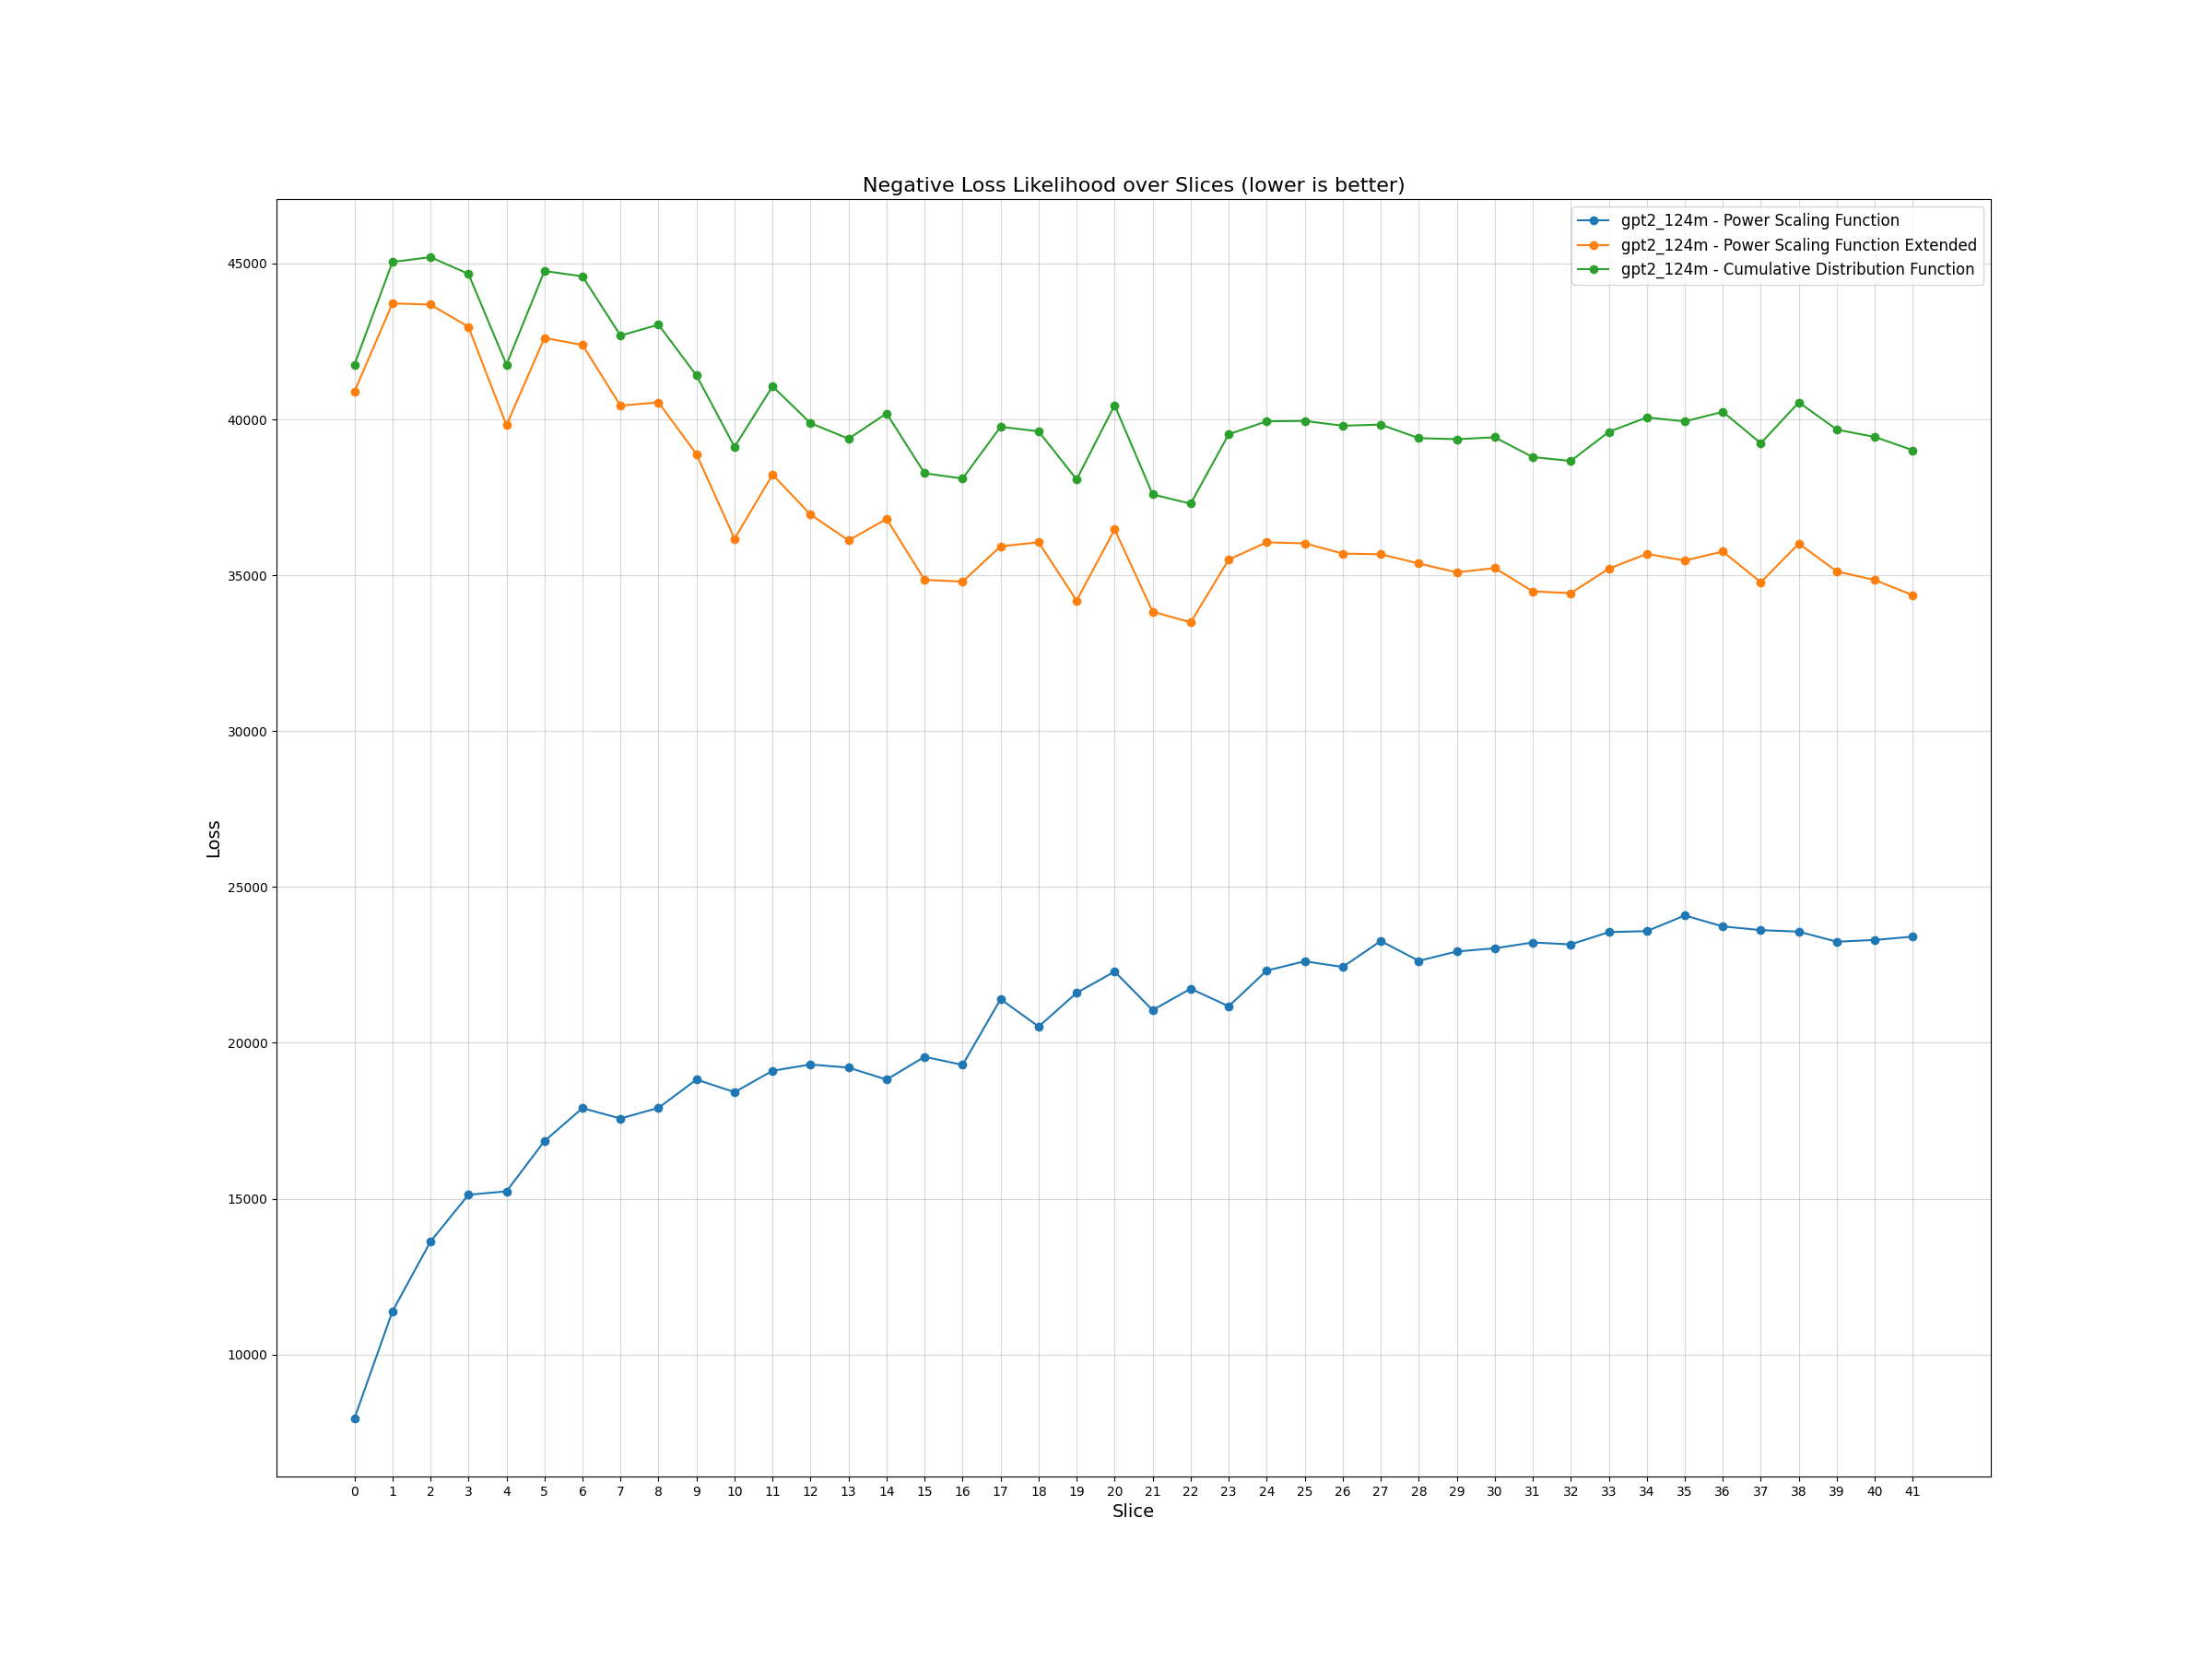 Negative Loss Likelihood over Slices (lower is better)
gpt2_124m - Power Scaling Function
gpt2_124m - Power Scaling Function Extended
gpt2_124m - Cumulative Distribution Function
45000
40000
35000
30000
25000
20000
15000
10000
Loss
0 1 2 3 4 5 6 7 8 9 10 11 12 13 14 15 16 17 18 19 20 21 22 23 24 25 26 27 28 29 30 31 32 33 34 35 36 37 38 39 40 41
Slice